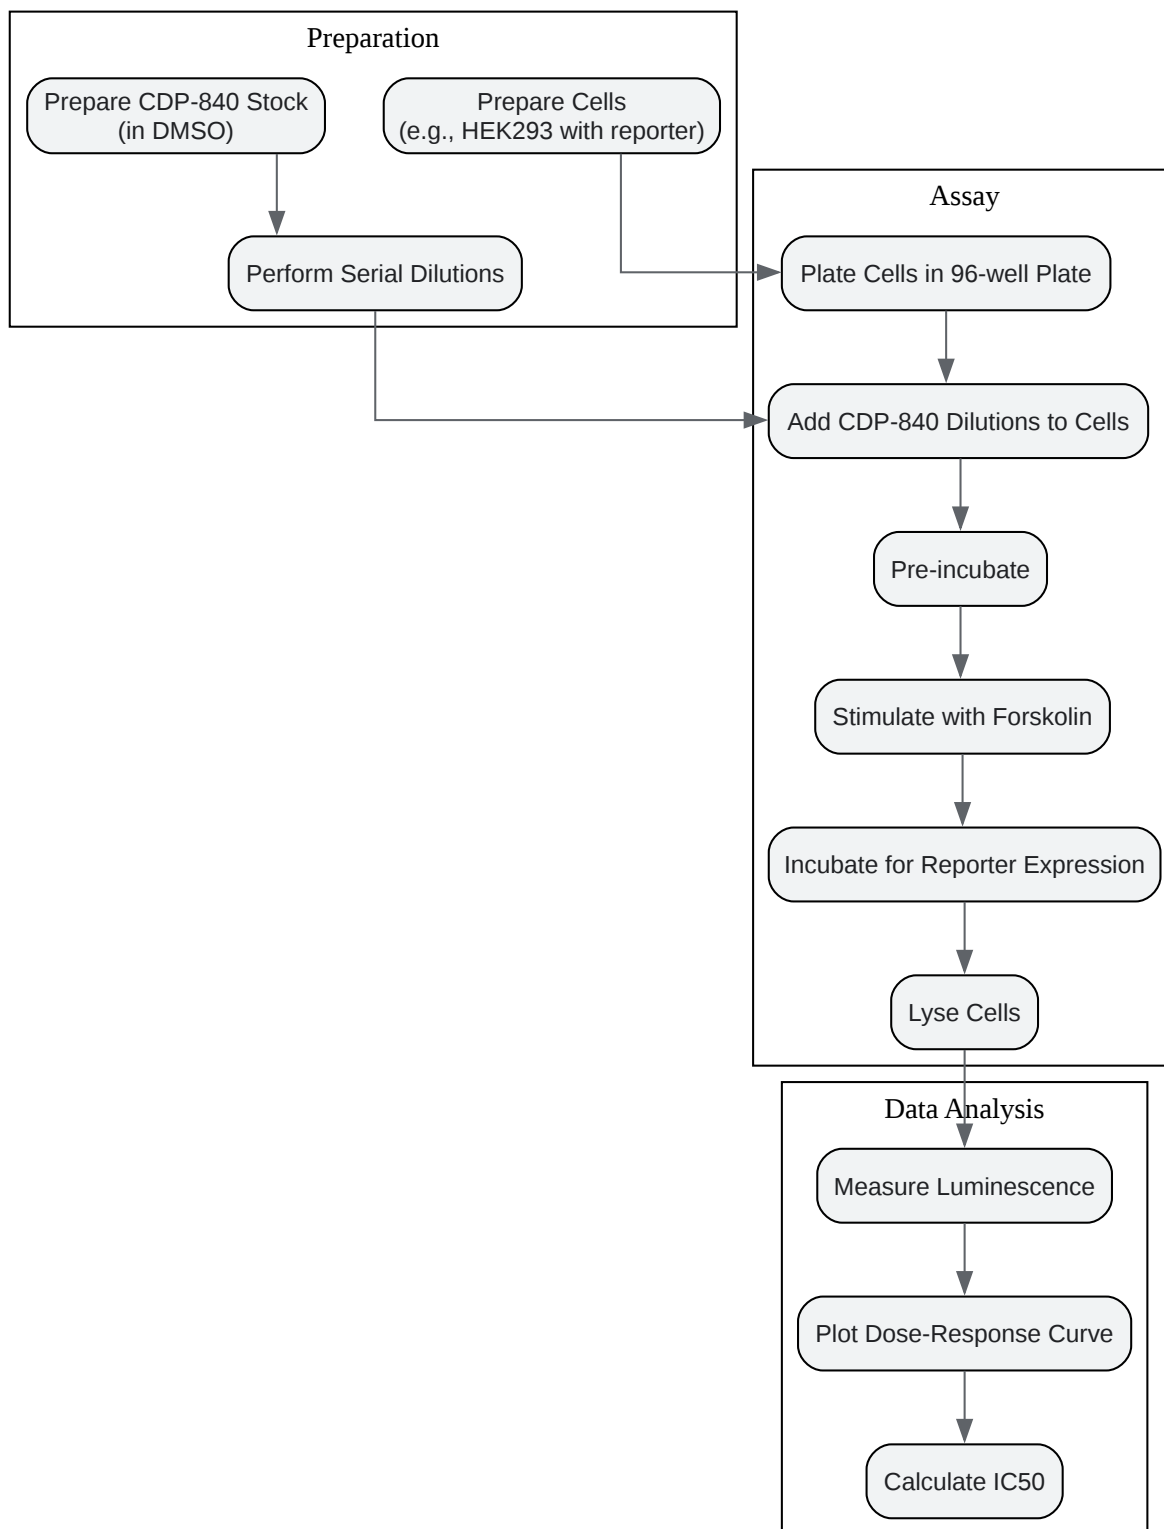 Preparation
Prepare CDP-840 Stock
(in DMSO)
Prepare Cells
(e.g., HEK293 with reporter)
Perform Serial Dilutions
Assay
Plate Cells in 96-well Plate
Add CDP-840 Dilutions to Cells
Pre-incubate
Stimulate with Forskolin
Incubate for Reporter Expression
Lyse Cells
Data Analysis
Measure Luminescence
Plot Dose-Response Curve
Calculate IC50